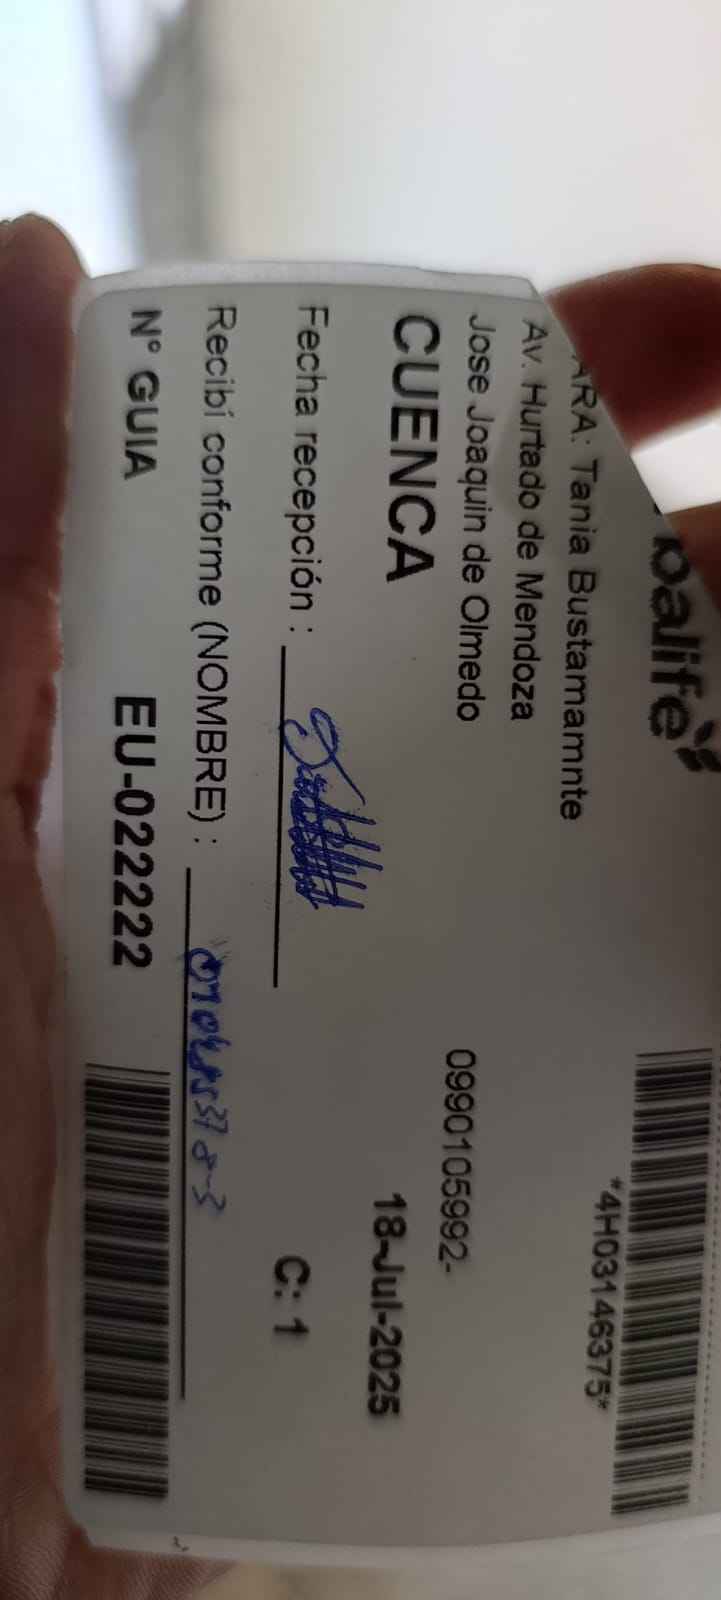 balife
*4H03146375*
ARA: Tania Bustamamnte
Av. Hurtado de Mendoza
Jose Joaquin de Olmedo
0990105992-
CUENCA
18-Jul-2025
Fecha recepción :
C: 1
Recibí conforme (NOMBRE) :
N° GUIA EU-022222